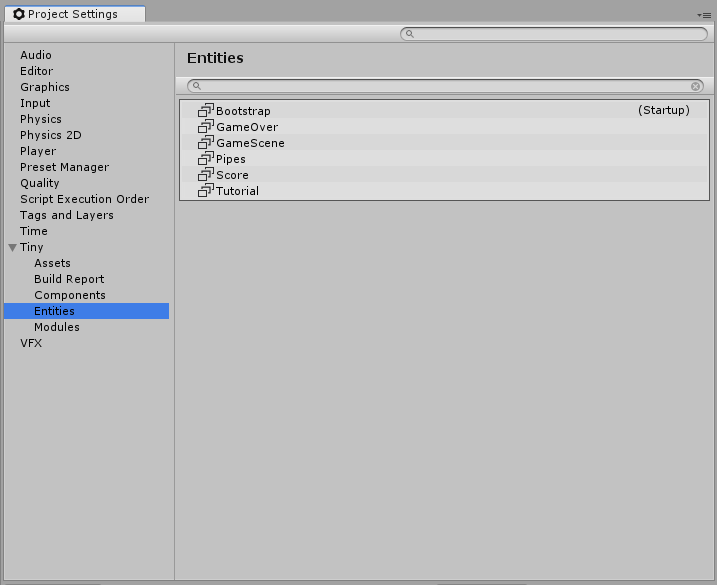 Project Settings
Audio
Editor
Graphics
Input
Physics
Physics 2D
Player
Preset Manager
Quality
Script Execution Order
Tags and Layers
Time
Tiny
Assets
Build Report
Components
Entities
Modules
VFX
Entities
Bootstrap (Startup)
GameOver
GameScene
Pipes
Score
Tutorial